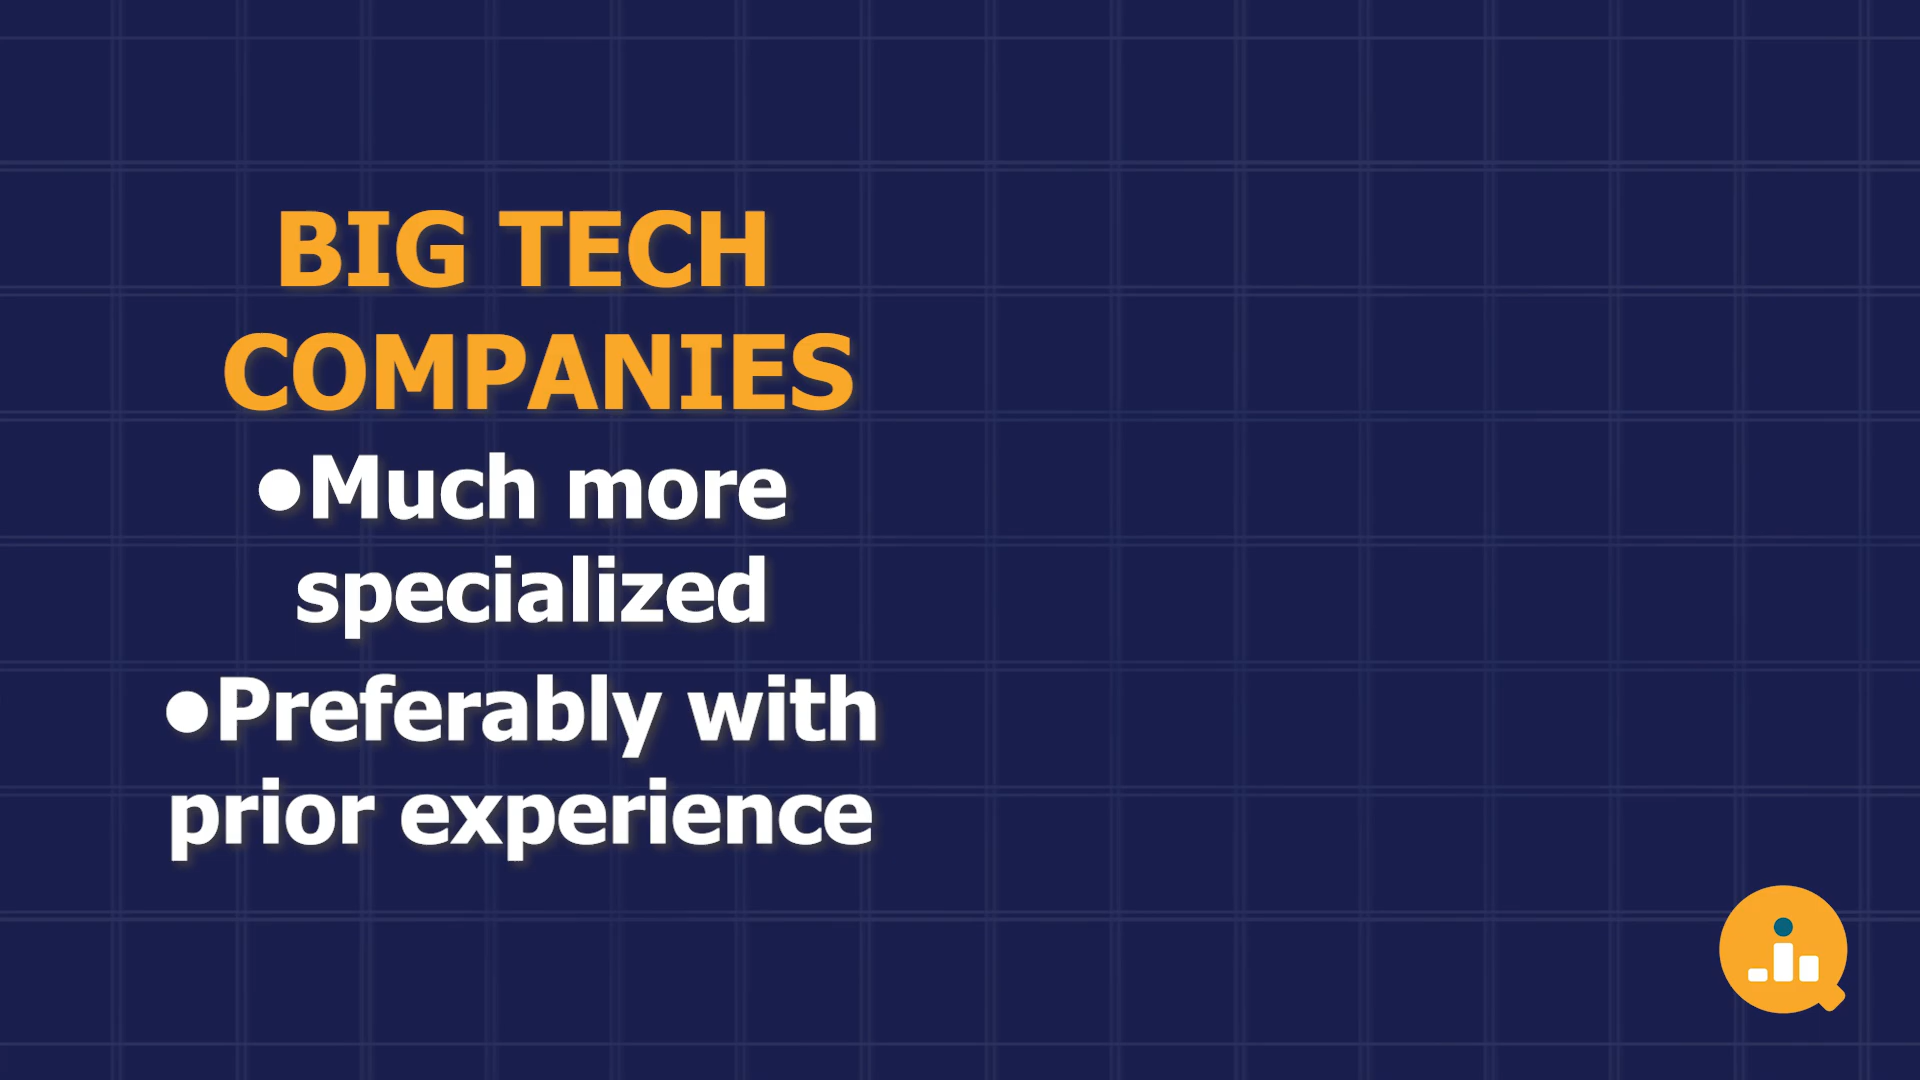 BIG TECH
COMPANIES
•Much more
specialized
•Preferably with
prior experience